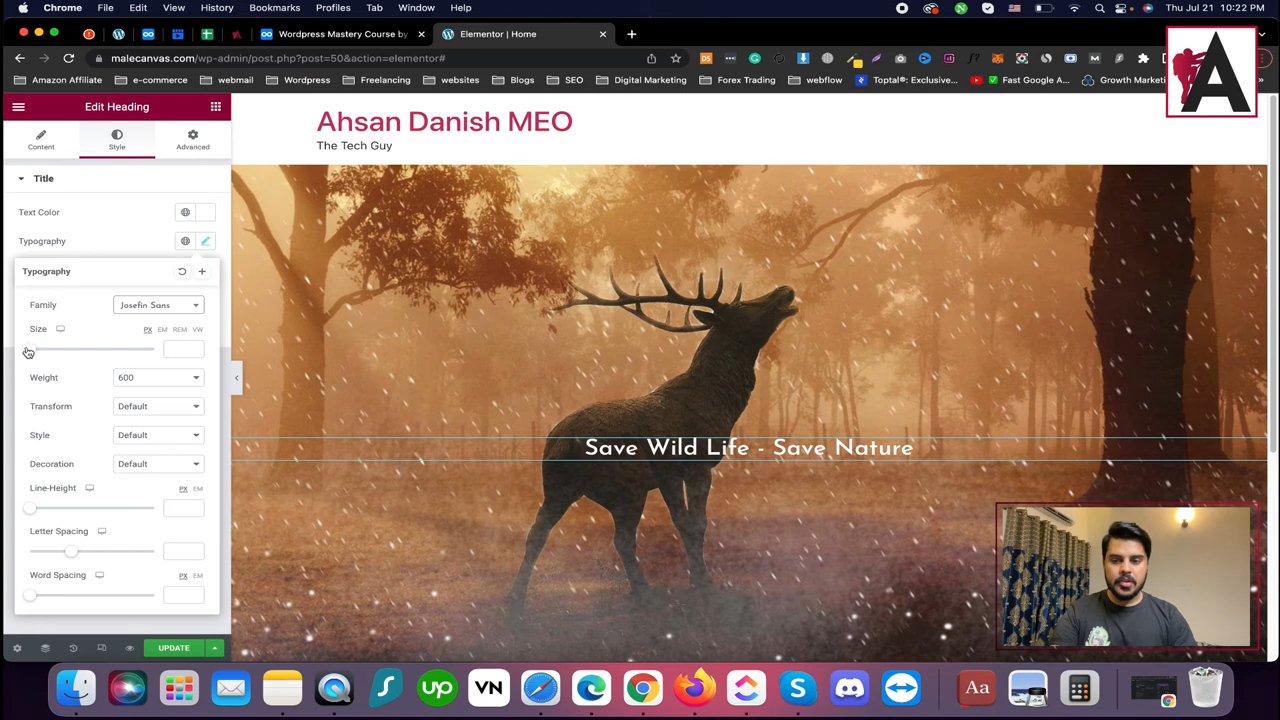 Chrome File Edit View History Bookmarks Profiles Tab Window Help Thu Jul 21 10:22 PM
Wordpress Mastery Course by
Elementor | Home
malecanvas.com/wp-admin/post.php?post=50&action=elementor#
Amazon Affiliate e-commerce webmail Wordpress Freelancing websites Blogs SEO Digital Marketing Forex Trading webflow Toptal®: Exclusive... Fast Google A... Growth Market
A
Edit Heading
Content Style Advanced
Title
Text Color
Typography
Typography
Family Josefin Sans
Size PX EM REM VW
Weight 600
Transform Default
Style Default
Decoration Default
Line-Height PX EM
Letter Spacing
Word Spacing PX EM
UPDATE
Ahsan Danish MEO
The Tech Guy
Save Wild Life - Save Nature
up VN S Aa